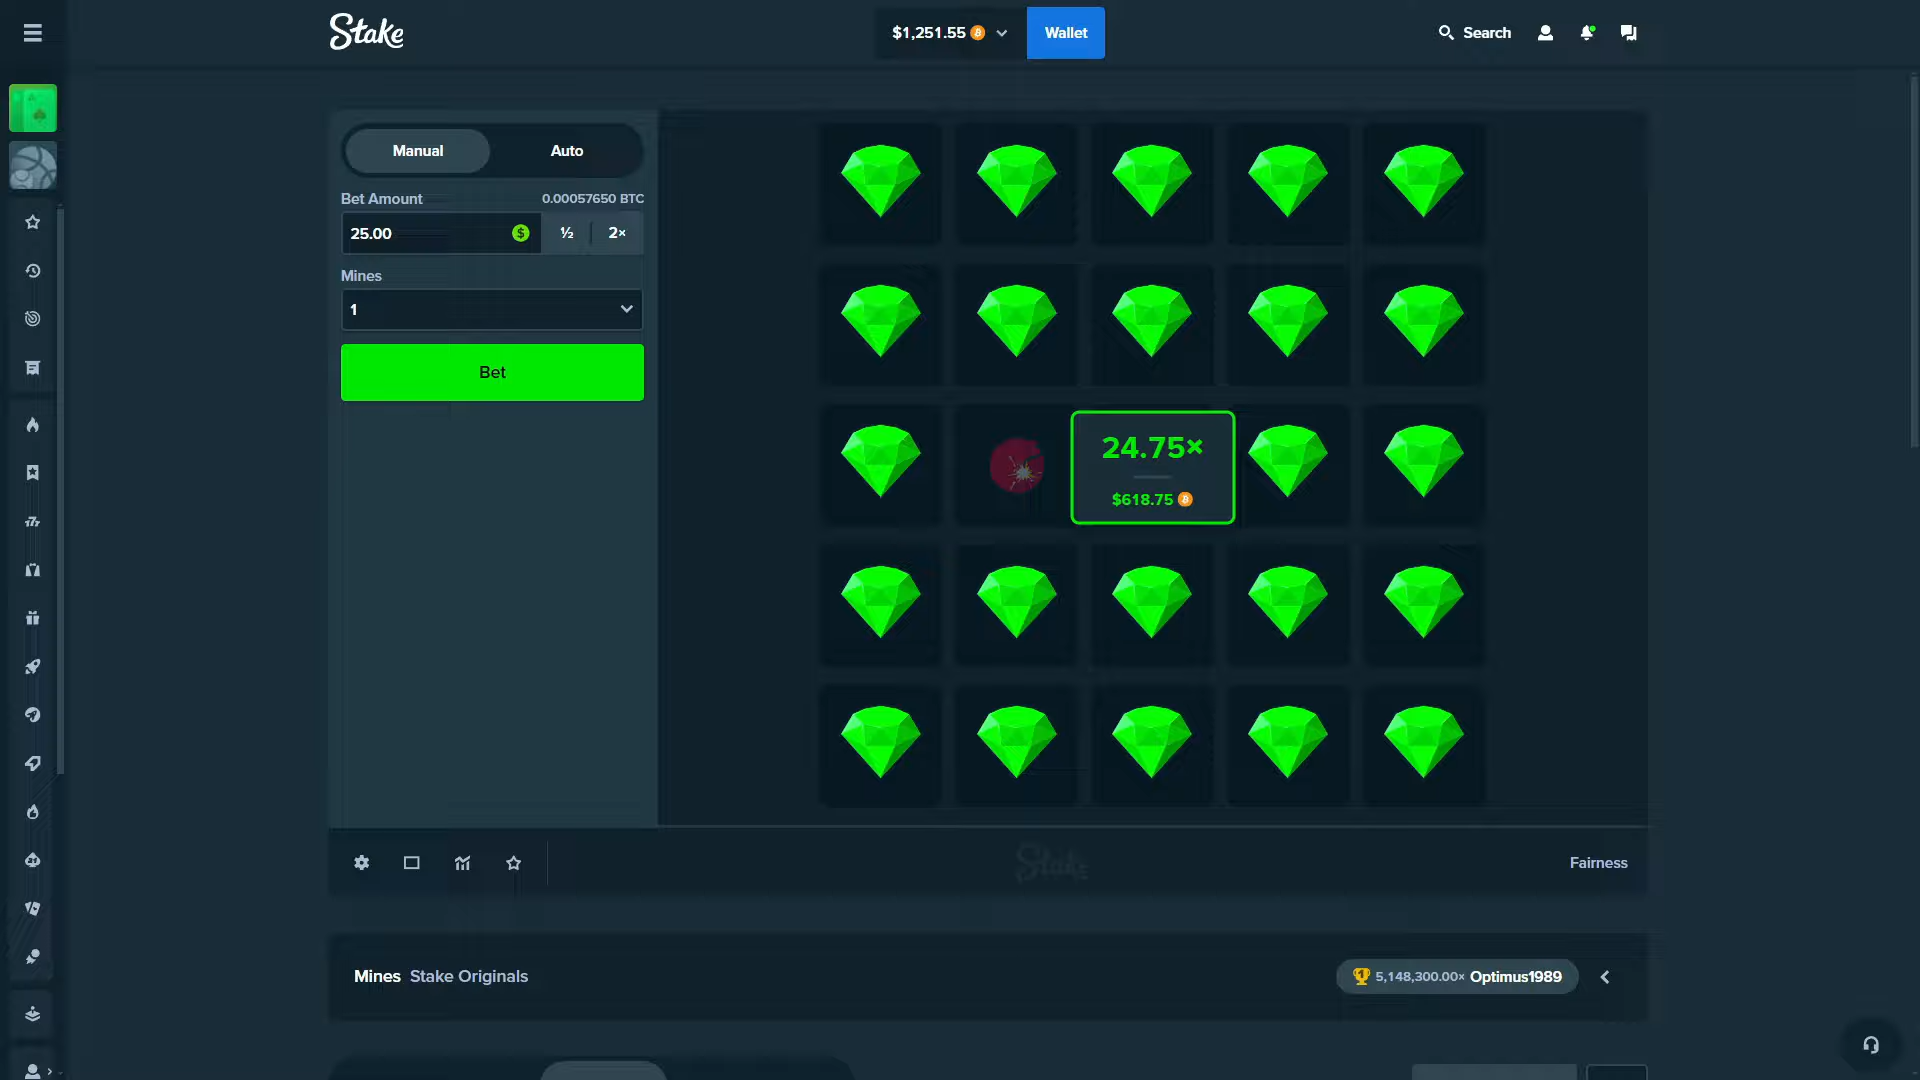 Stake
$1,251.55
Wallet
Search
Manual
Auto
Bet Amount
0.00057650 BTC
25.00
½
2×
Mines
1
Bet
24.75×
$618.75
Stake
Fairness
Mines Stake Originals
5,148,300.00× Optimus1989